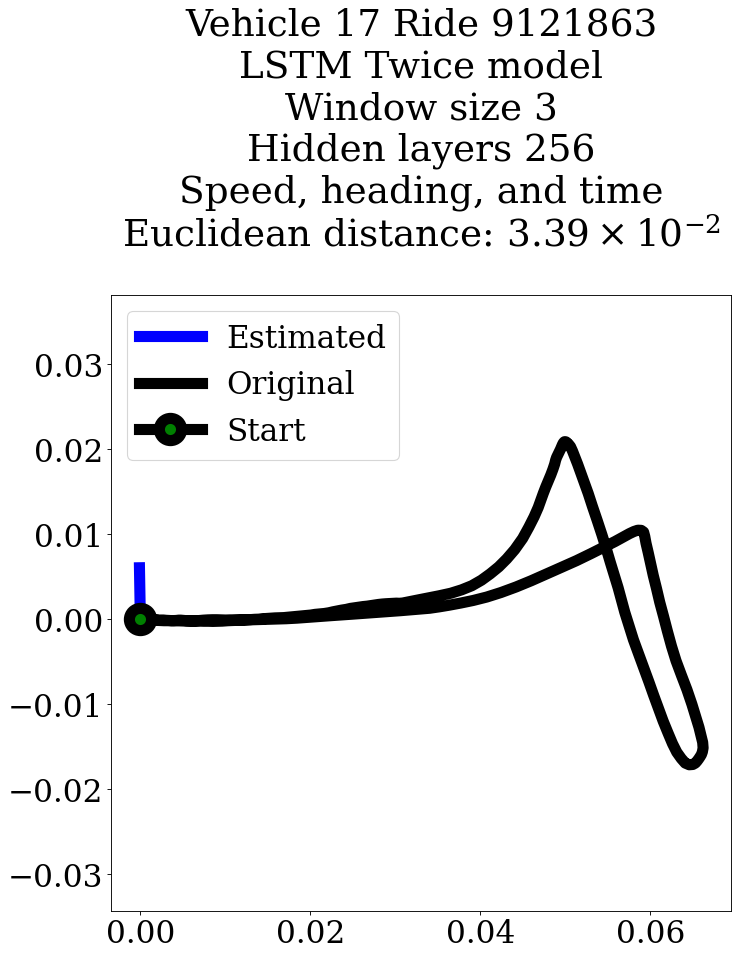 Vehicle 17 Ride 9121863
LSTM Twice model
Window size 3
Hidden layers 256
Speed, heading, and time
Euclidean distance: 3.39 × 10⁻²
Estimated
Original
Start
0.03
0.02
0.01
0.00
−0.01
−0.02
−0.03
0.00 0.02 0.04 0.06